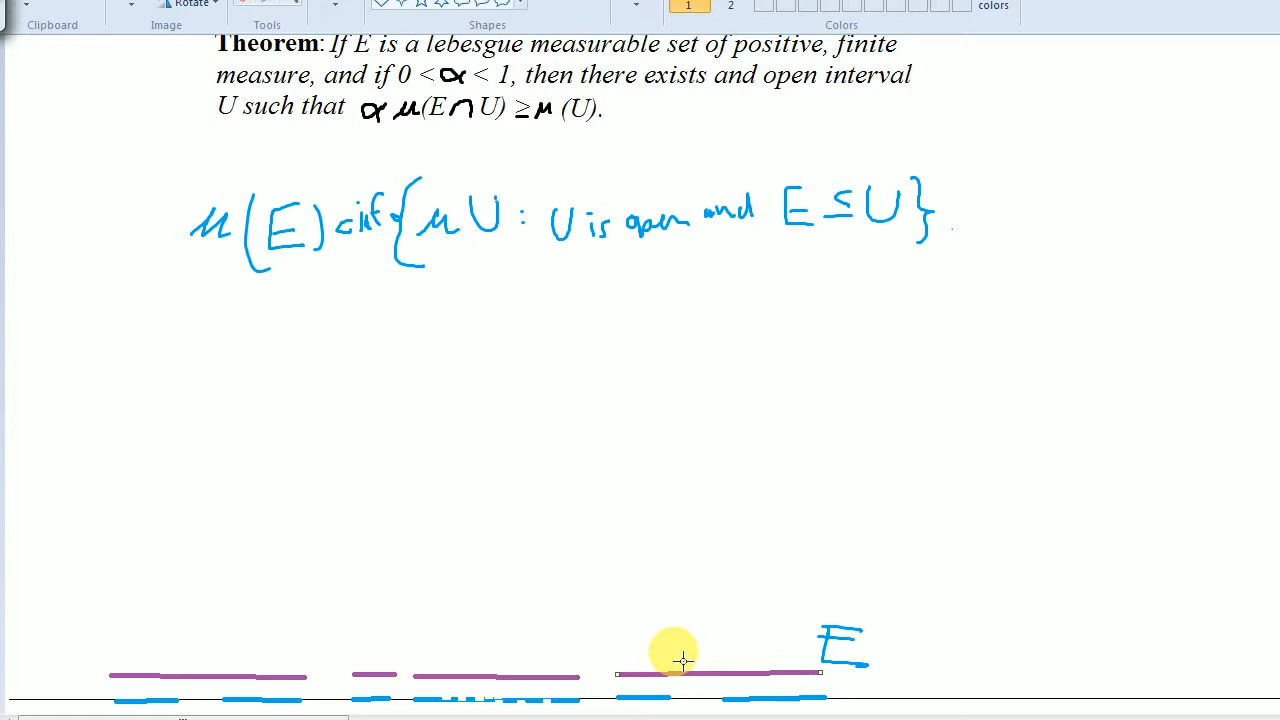 Rotate
Clipboard Image Tools Shapes Colors
1 2 colors
Theorem: If E is a lebesgue measurable set of positive, finite
measure, and if 0 < α < 1, then there exists and open interval
U such that α μ(E∩U) ≥ μ (U).
μ(E) = inf{μU : U is open and E ⊆ U}
E